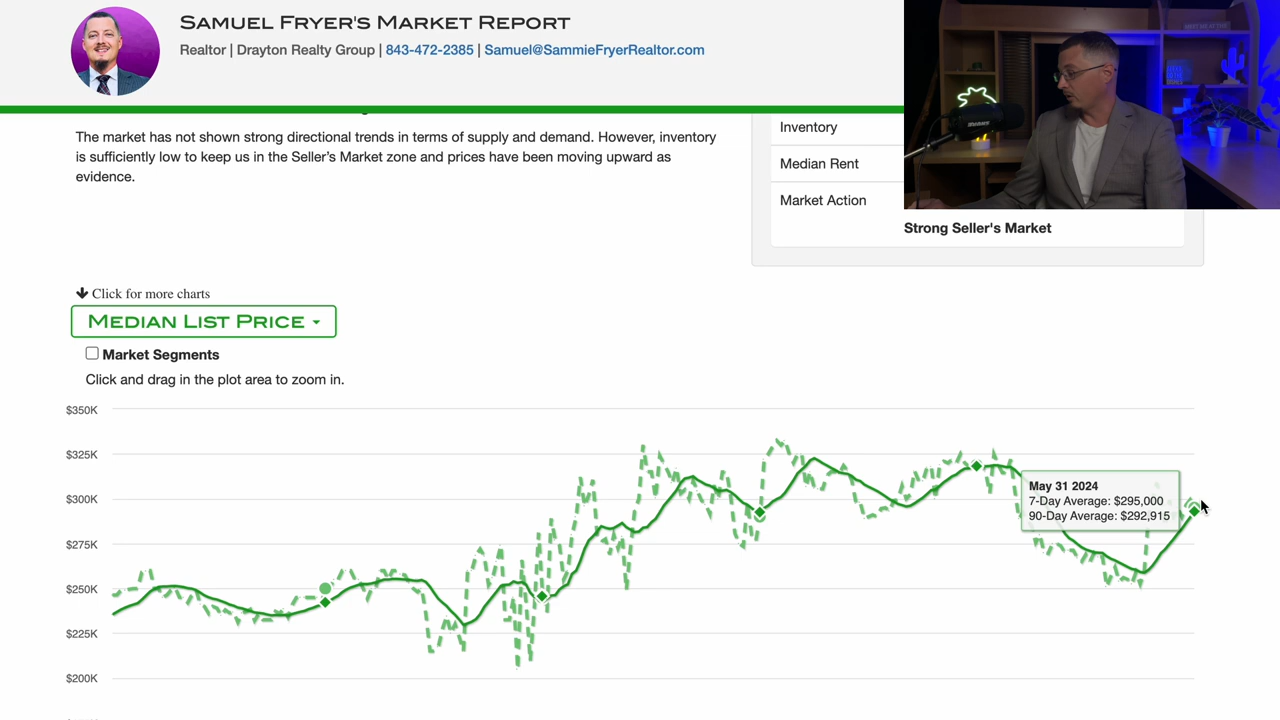 SAMUEL FRYER'S MARKET REPORT
Realtor | Drayton Realty Group | 843-472-2385 | Samuel@SammieFryerRealtor.com
The market has not shown strong directional trends in terms of supply and demand. However, inventory
is sufficiently low to keep us in the Seller's Market zone and prices have been moving upward as
evidence.
Inventory
Median Rent
Market Action
Strong Seller's Market
Click for more charts
MEDIAN LIST PRICE
Market Segments
Click and drag in the plot area to zoom in.
$350K
$325K
$300K
$275K
$250K
$225K
$200K
May 31 2024
7-Day Average: $295,000
90-Day Average: $292,915